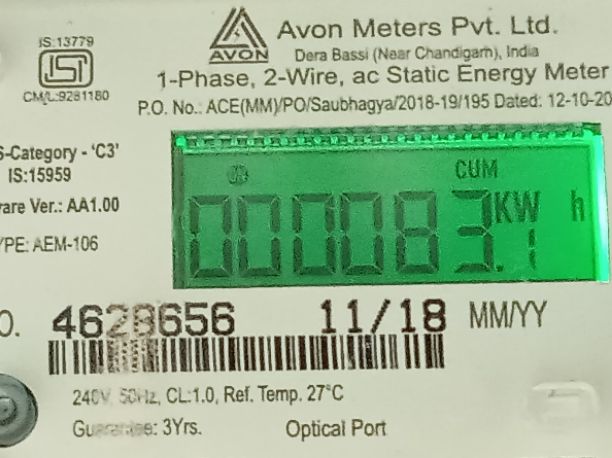 IS:13779
CM/L:9281180
AVON
Avon Meters Pvt. Ltd.
Dera Bassi (Near Chandigarh), India
1-Phase, 2-Wire, ac Static Energy Meter
P.O. No.: ACE(MM)/PO/Saubhagya/2018-19/195 Dated: 12-10-20
S-Category - 'C3'
IS:15959
are Ver.: AA1.00
YPE: AEM-106
CUM
000083.1 KW h
O. 4628656 11/18 MM/YY
240V 50Hz, CL:1.0, Ref. Temp. 27°C
Guarantee: 3Yrs. Optical Port